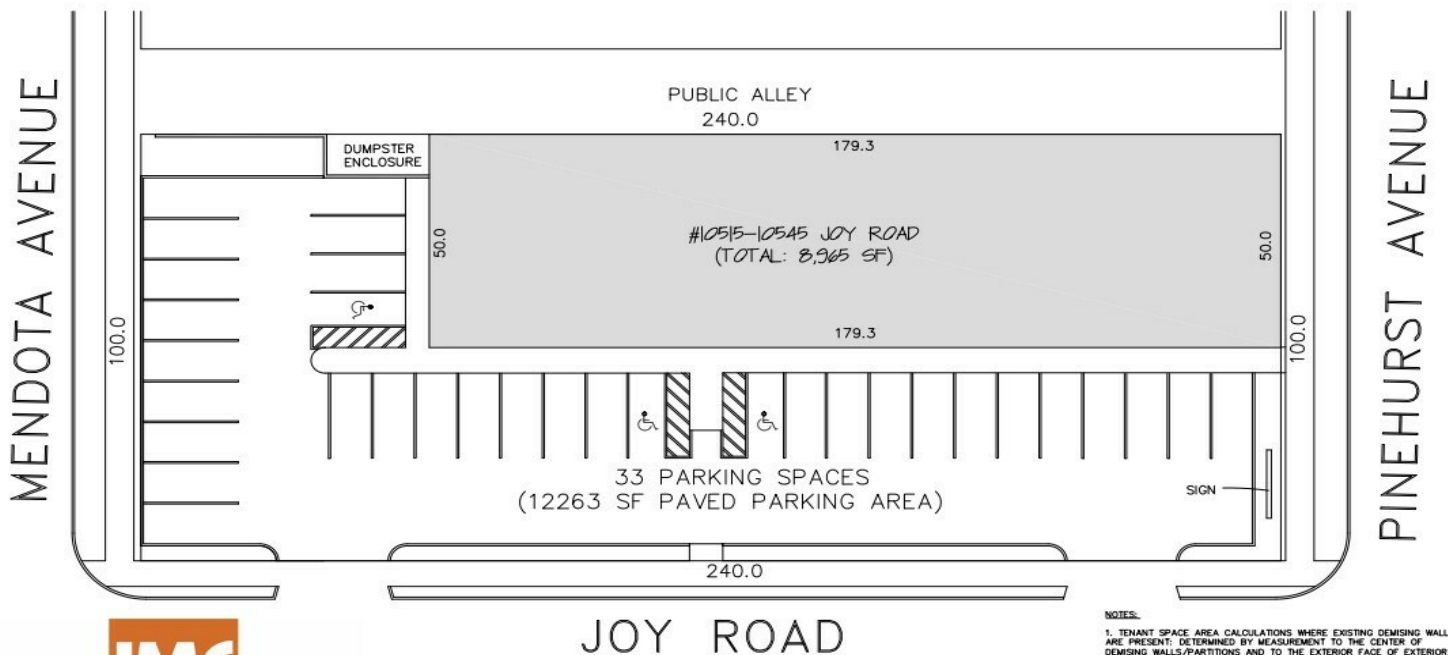 MENDOTA AVENUE
100.0
PUBLIC ALLEY
240.0
DUMPSTER
ENCLOSURE
179.3
50.0
#10515-10545 JOY ROAD
(TOTAL: 8,965 SF)
50.0
179.3
100.0
PINEHURST AVENUE
33 PARKING SPACES
(12263 SF PAVED PARKING AREA)
SIGN
240.0
JOY ROAD
NOTES:
1. TENANT SPACE AREA CALCULATIONS WHERE EXISTING DEMISING WALL
ARE PRESENT: DETERMINED BY MEASUREMENT TO THE CENTER OF
DEMISING WALLS/PARTITIONS AND TO THE EXTERIOR FACE OF EXTERIOR